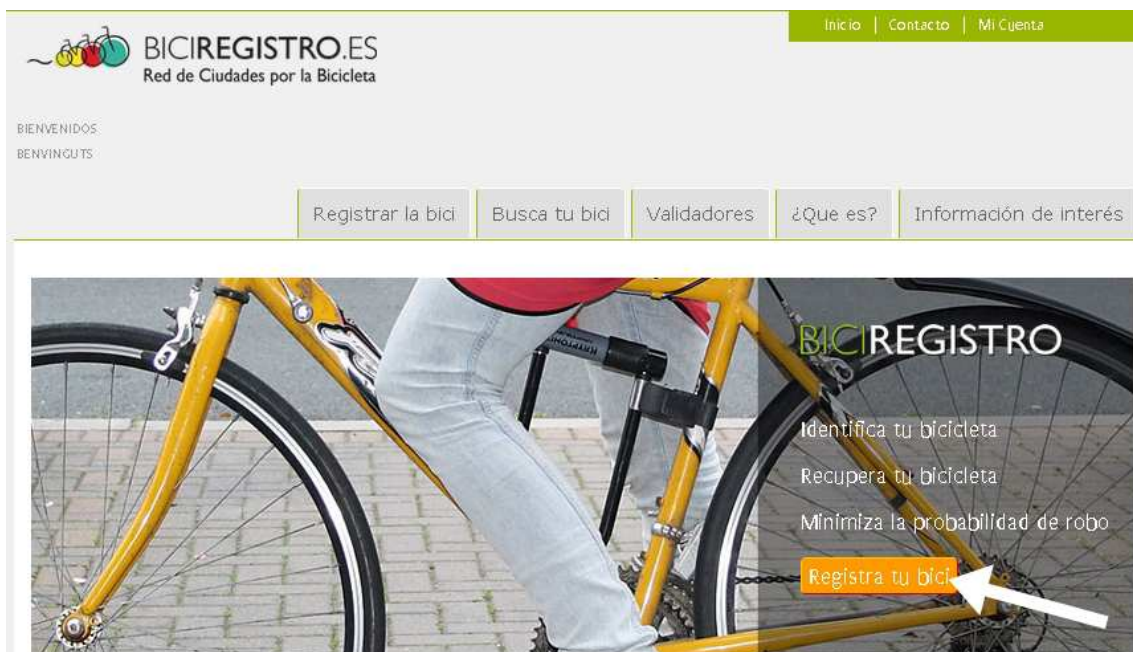 Inicio | Contacto | Mi Cuenta
BICIREGISTRO.ES
Red de Ciudades por la Bicicleta
BIENVENIDOS
BENVINGUTS
Registrar la bici
Busca tu bici
Validadores
¿Que es?
Información de interés
BICIREGISTRO
KRYPTONITE
Identifica tu bicicleta
Recupera tu bicicleta
Minimiza la probabilidad de robo
Registra tu bici